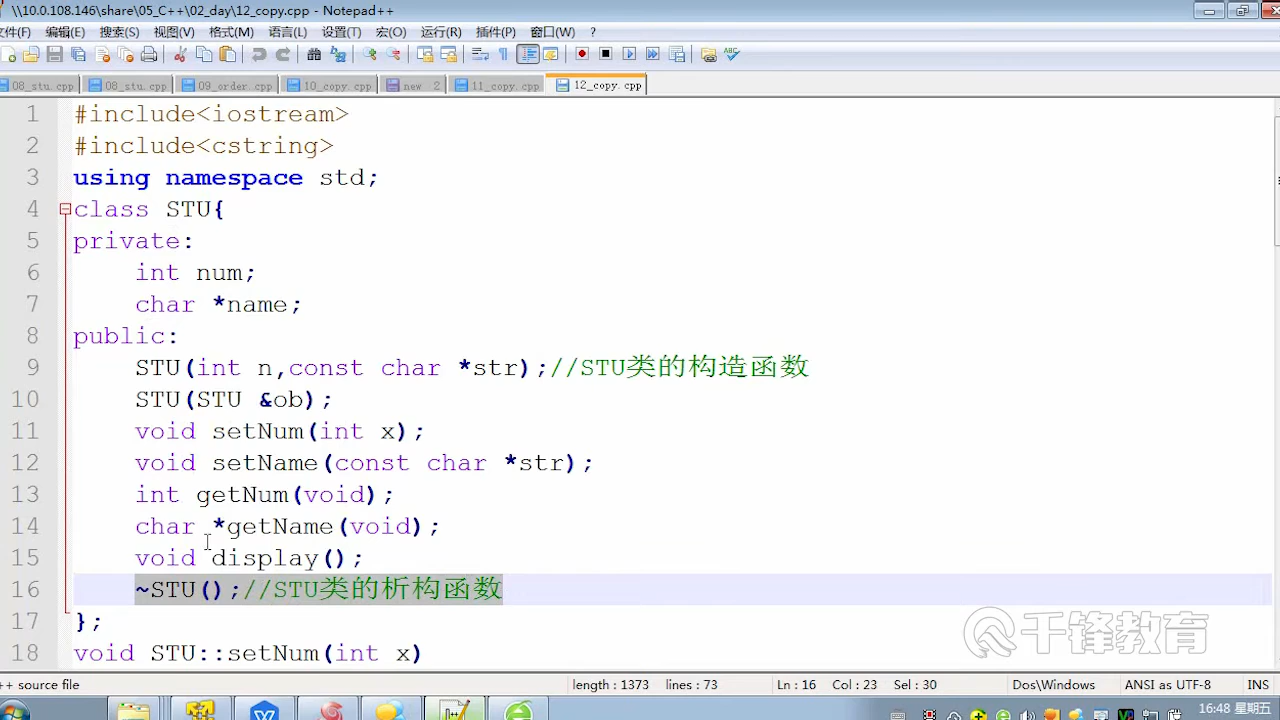 \\10.0.108.146\share\05_C++\02_day\12_copy.cpp - Notepad++
文件(F) 编辑(E) 搜索(S) 视图(V) 格式(M) 语言(L) 设置(T) 宏(O) 运行(R) 插件(P) 窗口(W) ?
08_stu.cpp 08_stu.cpp 09_order.cpp 10_copy.cpp new 2 11_copy.cpp 12_copy.cpp
1 #include<iostream>
2 #include<cstring>
3 using namespace std;
4 class STU{
5 private:
6 int num;
7 char *name;
8 public:
9 STU(int n,const char *str);//STU类的构造函数
10 STU(STU &ob);
11 void setNum(int x);
12 void setName(const char *str);
13 int getNum(void);
14 char *getName(void);
15 void display();
16 ~STU();//STU类的析构函数
17 };
18 void STU::setNum(int x)
千锋教育
++ source file length : 1373 lines : 73 Ln : 16 Col : 23 Sel : 30 Dos\Windows ANSI as UTF-8 INS
16:48 星期五